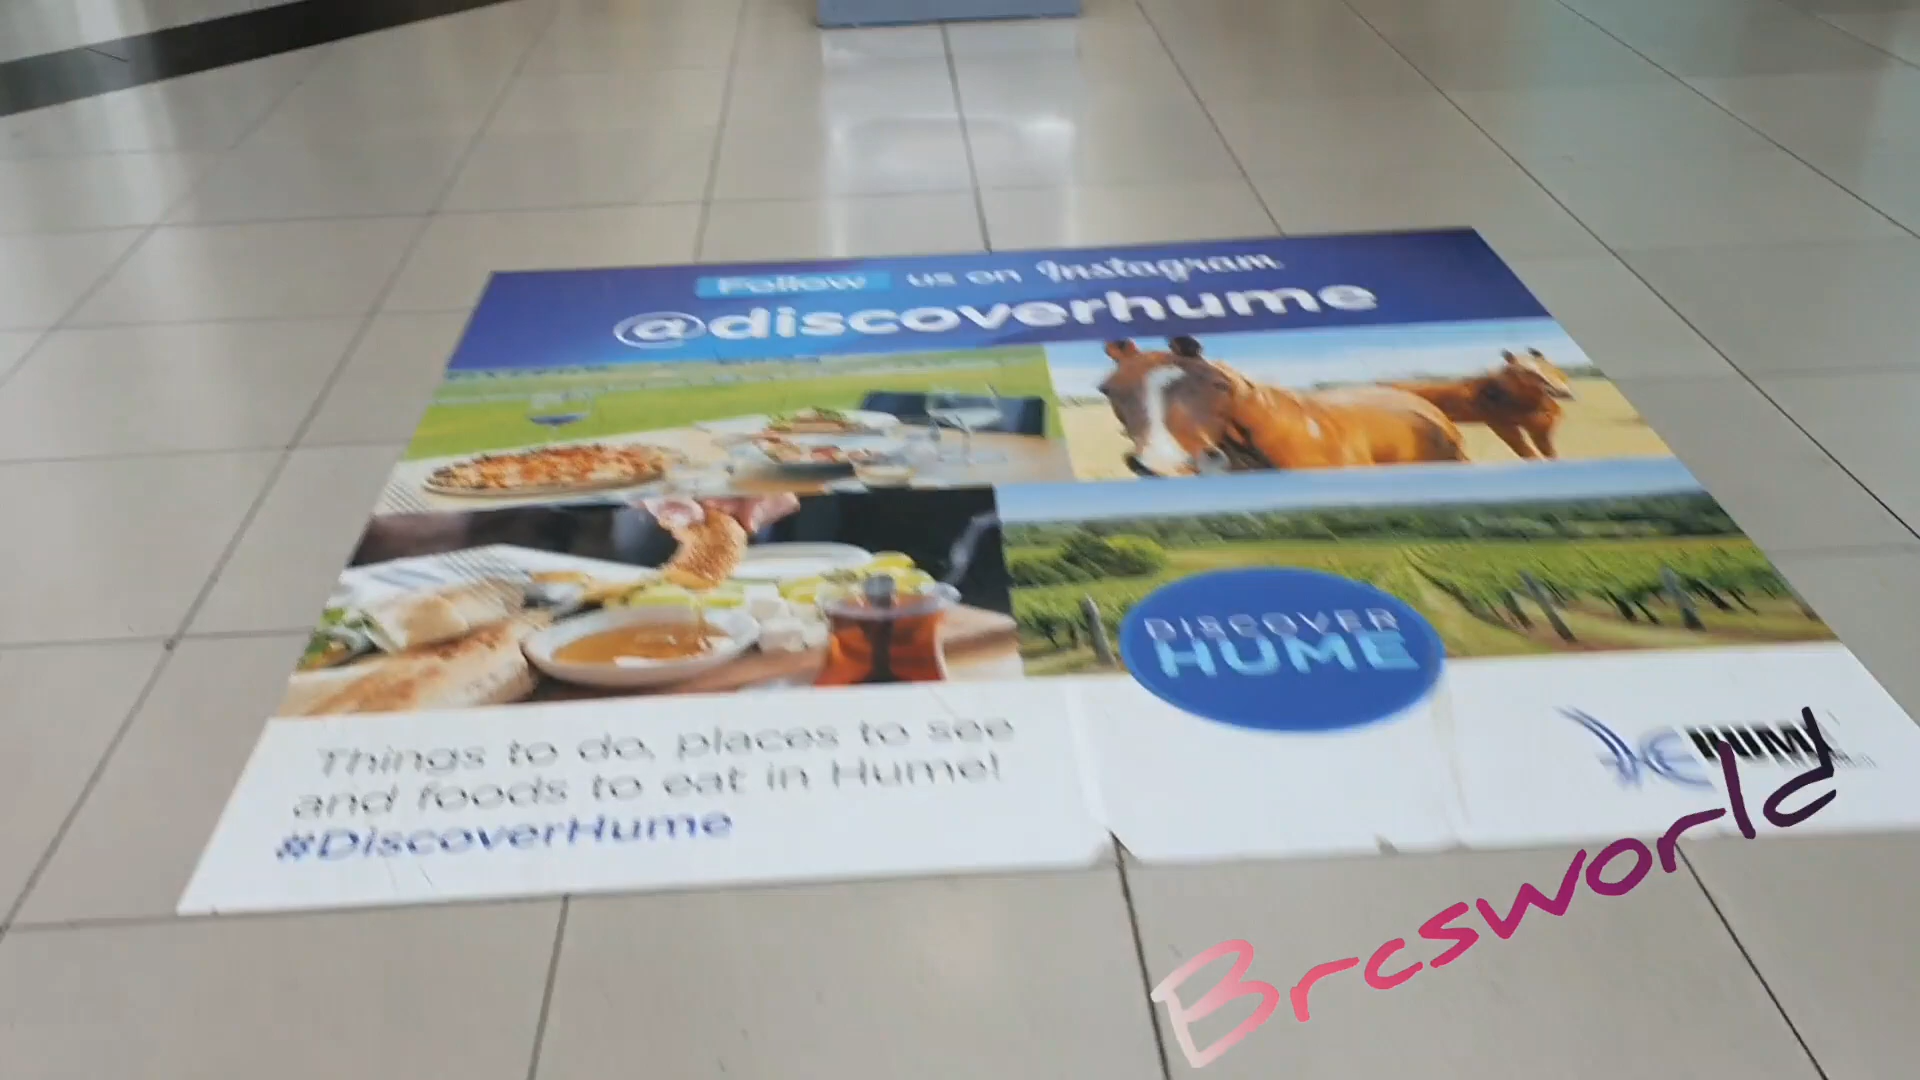 Follow us on Instagram
@discoverhume
DISCOVER
HUME
Things to do, places to see
and foods to eat in Hume!
#DiscoverHume
HUME
Brcsworld